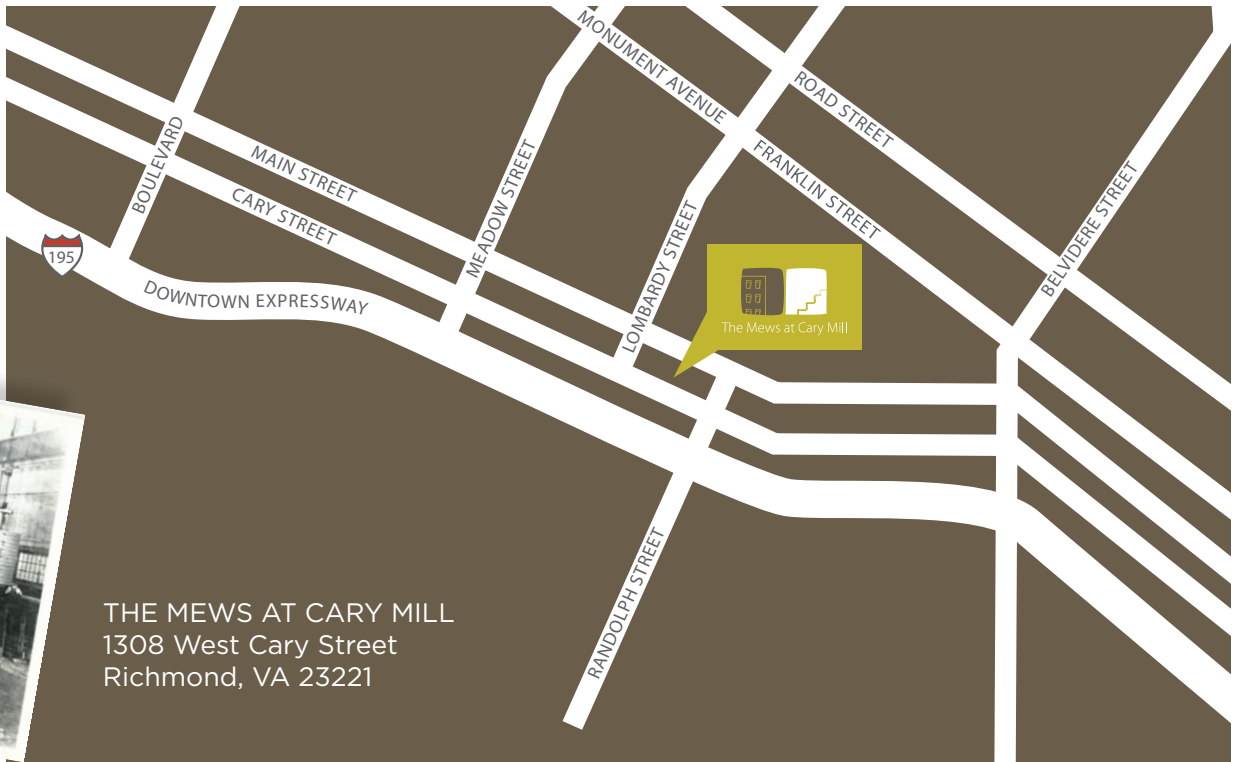 MONUMENT AVENUE
ROAD STREET
BOULEVARD
MAIN STREET
MEADOW STREET
FRANKLIN STREET
CARY STREET
LOMBARDY STREET
BELVIDERE STREET
195
DOWNTOWN EXPRESSWAY
The Mews at Cary Mill
RANDOLPH STREET
THE MEWS AT CARY MILL
1308 West Cary Street
Richmond, VA 23221